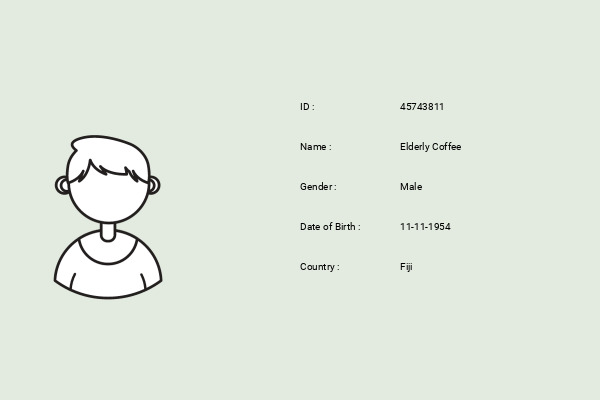 ID : 45743811
Name : Elderly Coffee
Gender : Male
Date of Birth : 11-11-1954
Country : Fiji